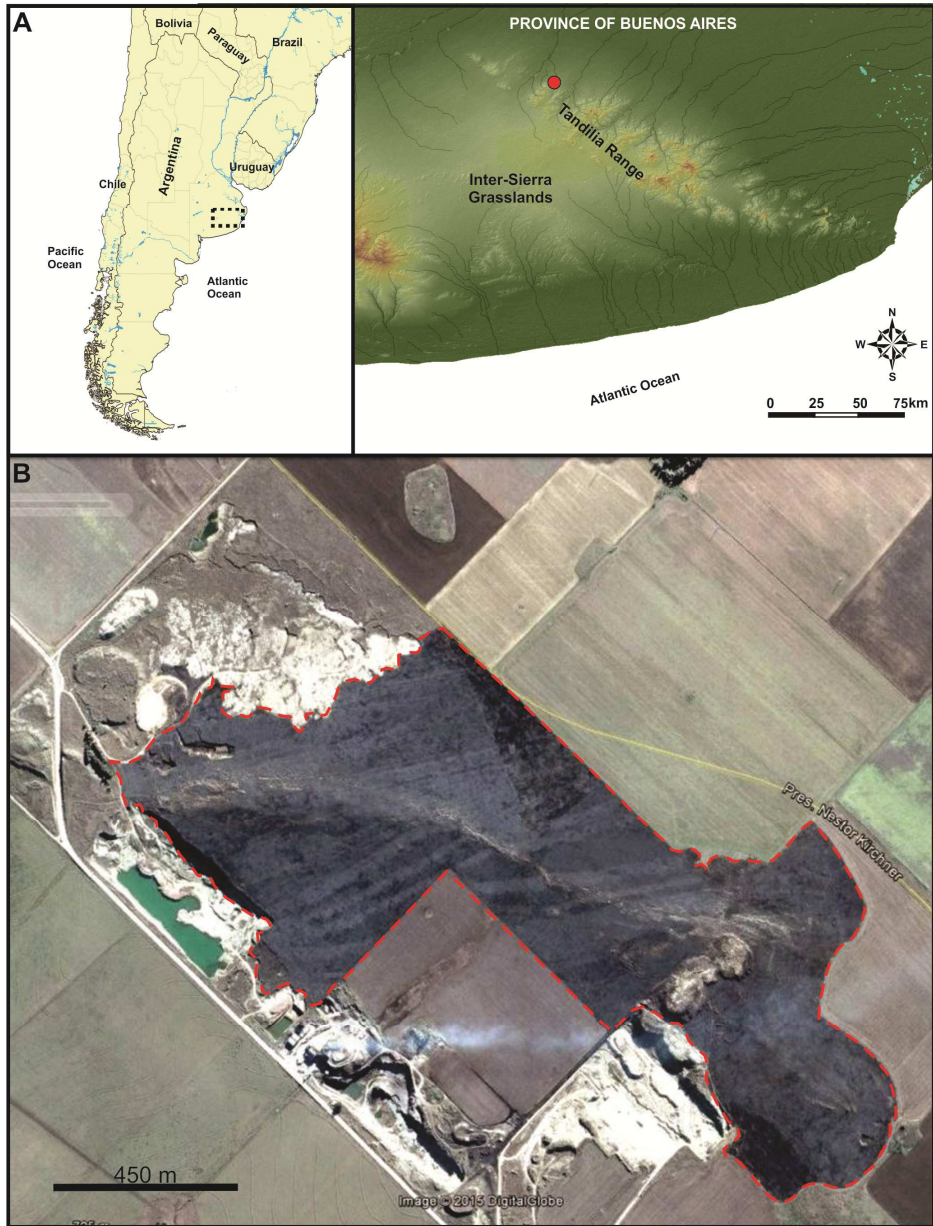 A
Bolivia
Paraguay
Brazil
Argentina
Uruguay
Chile
Pacific
Ocean
Atlantic
Ocean
PROVINCE OF BUENOS AIRES
Tandilia Range
Inter-Sierra
Grasslands
N
W E
S
Atlantic Ocean
0 25 50 75km
B
Pres. Nestor Kirchner
450 m
Image © 2015 DigitalGlobe